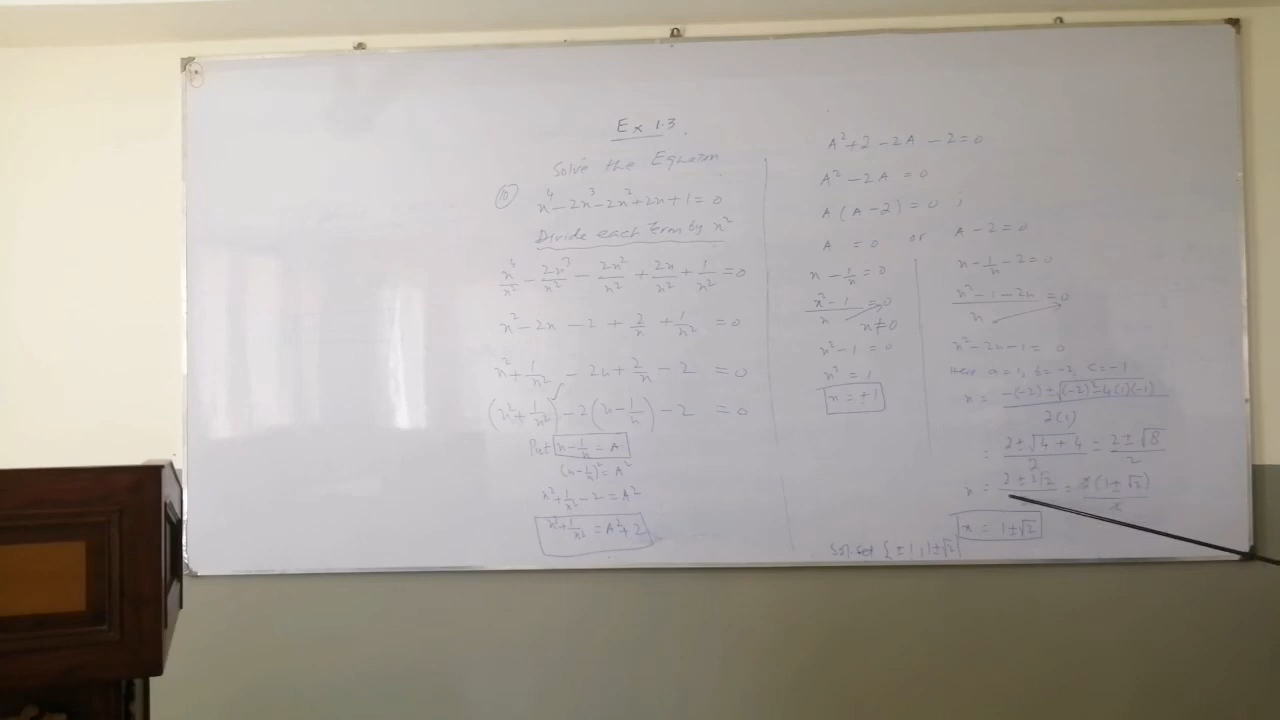 Ex 1.3
Solve the Equation
⑩ x⁴ - 2x³ - 2x² + 2x + 1 = 0
Divide each term by x²
x⁴/x² - 2x³/x² - 2x²/x² + 2x/x² + 1/x² = 0
x² - 2x - 2 + 2/x + 1/x² = 0
x² + 1/x² - 2x + 2/x - 2 = 0
(x² + 1/x²) - 2(x - 1/x) - 2 = 0
Put x - 1/x = A
(x - 1/x)² = A²
x² + 1/x² - 2 = A²
x² + 1/x² = A² + 2
A² + 2 - 2A - 2 = 0
A² - 2A = 0
A(A - 2) = 0 ;
A = 0 or A - 2 = 0
x - 1/x = 0
(x² - 1)/x = 0
x ≠ 0
x² - 1 = 0
x² = 1
x = ±1
x - 1/x - 2 = 0
(x² - 1 - 2x)/x = 0
x² - 2x - 1 = 0
Here a = 1, b = -2, c = -1
x = (-(-2) ± √((-2)² - 4(1)(-1)))/2(1)
= (2 ± √(4 + 4))/2 = (2 ± √8)/2
x = (2 ± 2√2)/2 = 2(1 ± √2)/2
x = 1 ± √2
Sol. Set {±1, 1 ± √2}